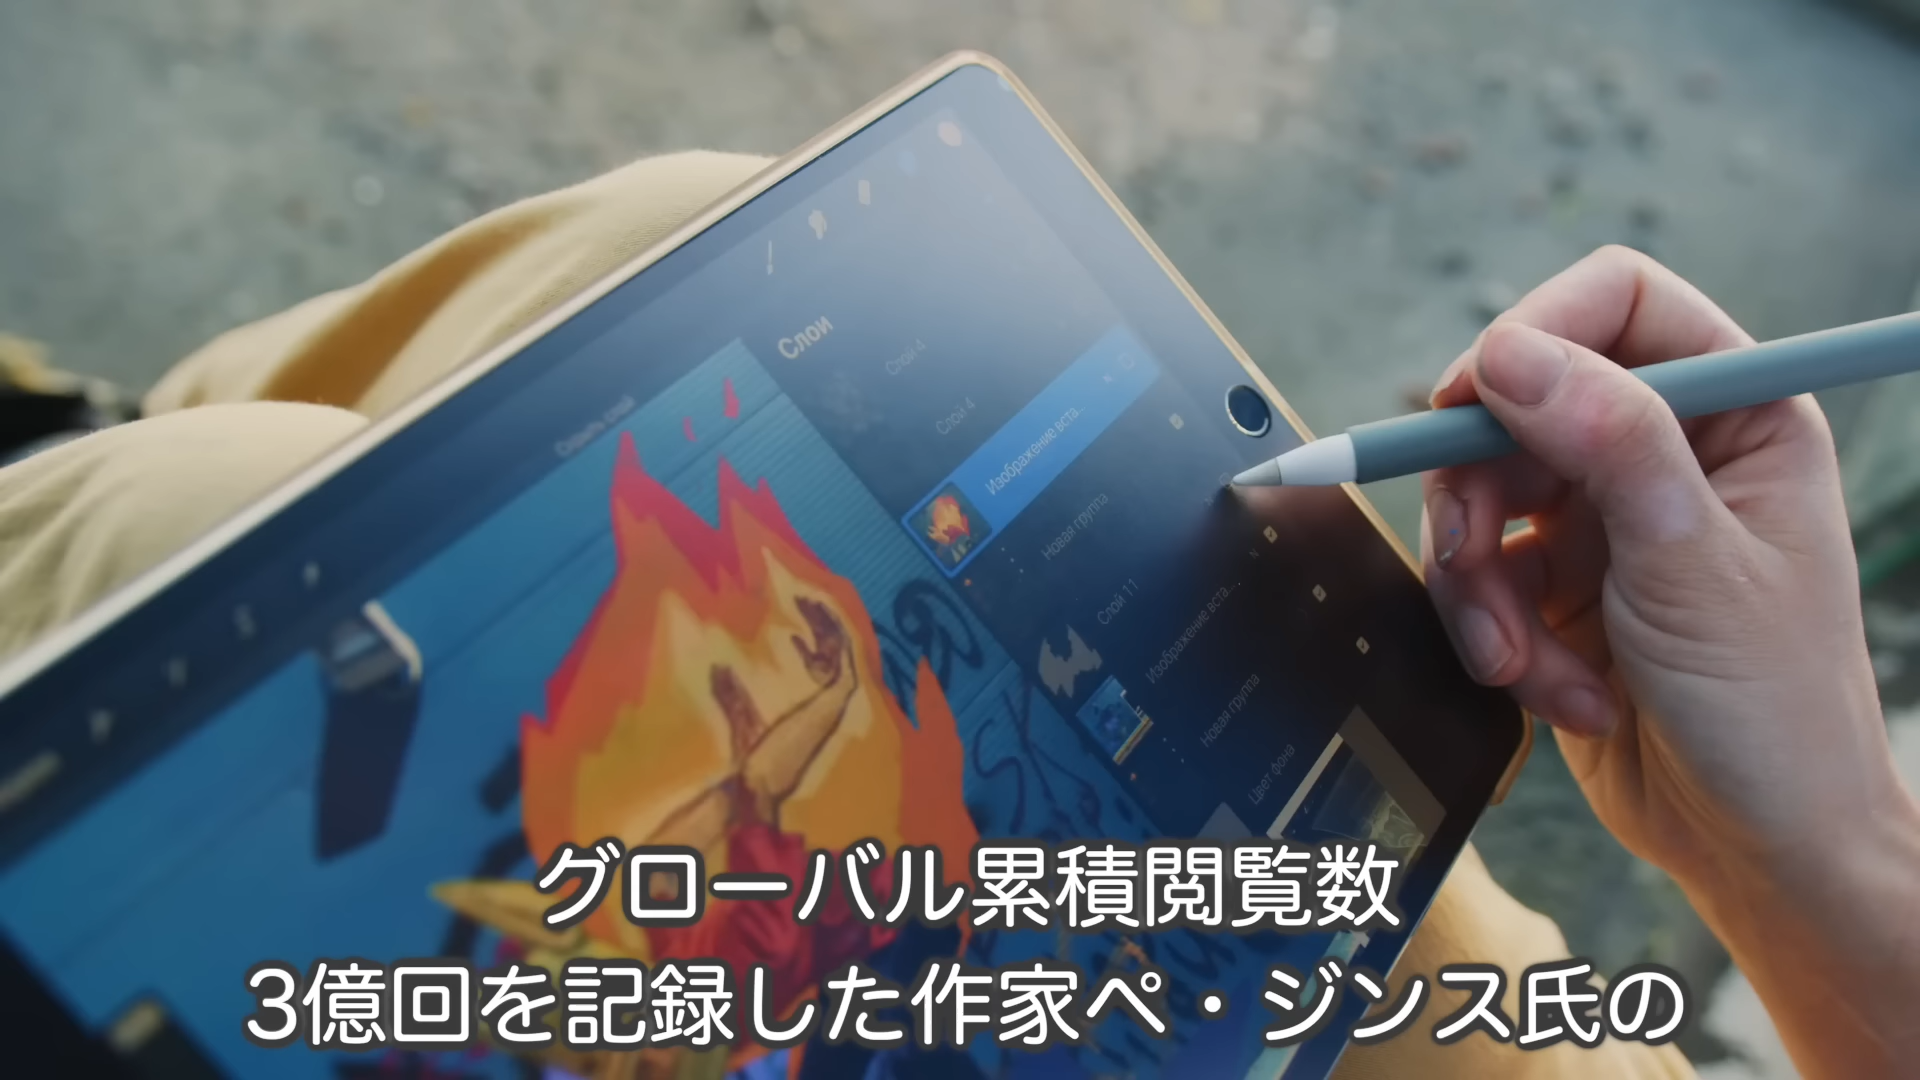 Слои
Слой 4
Слой 4
Изображение вста...
Новая группа
Слой 11
Изображение вста...
Новая группа
Цвет фона
グローバル累積閲覧数
3億回を記録した作家ペ・ジンス氏の